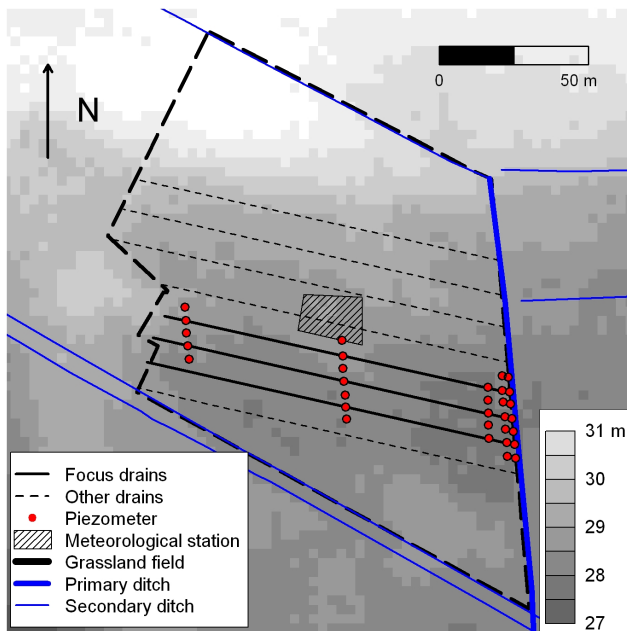 0
50 m
N
Focus drains
Other drains
Piezometer
Meteorological station
Grassland field
Primary ditch
Secondary ditch
31 m
30
29
28
27